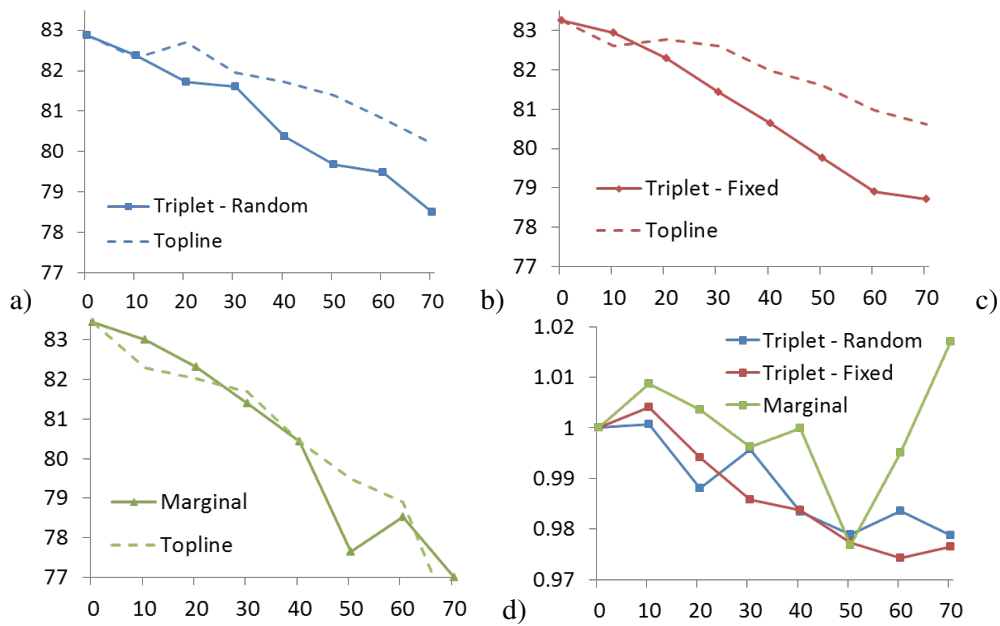 83
82
81
80
79
78
77
Triplet - Random
Topline
0 10 20 30 40 50 60 70
a)
83
82
81
80
79
78
77
Triplet - Fixed
Topline
0 10 20 30 40 50 60 70
b)
c)
83
82
81
80
79
78
77
Marginal
Topline
0 10 20 30 40 50 60 70
1.02
1.01
1
0.99
0.98
0.97
Triplet - Random
Triplet - Fixed
Marginal
0 10 20 30 40 50 60 70
d)